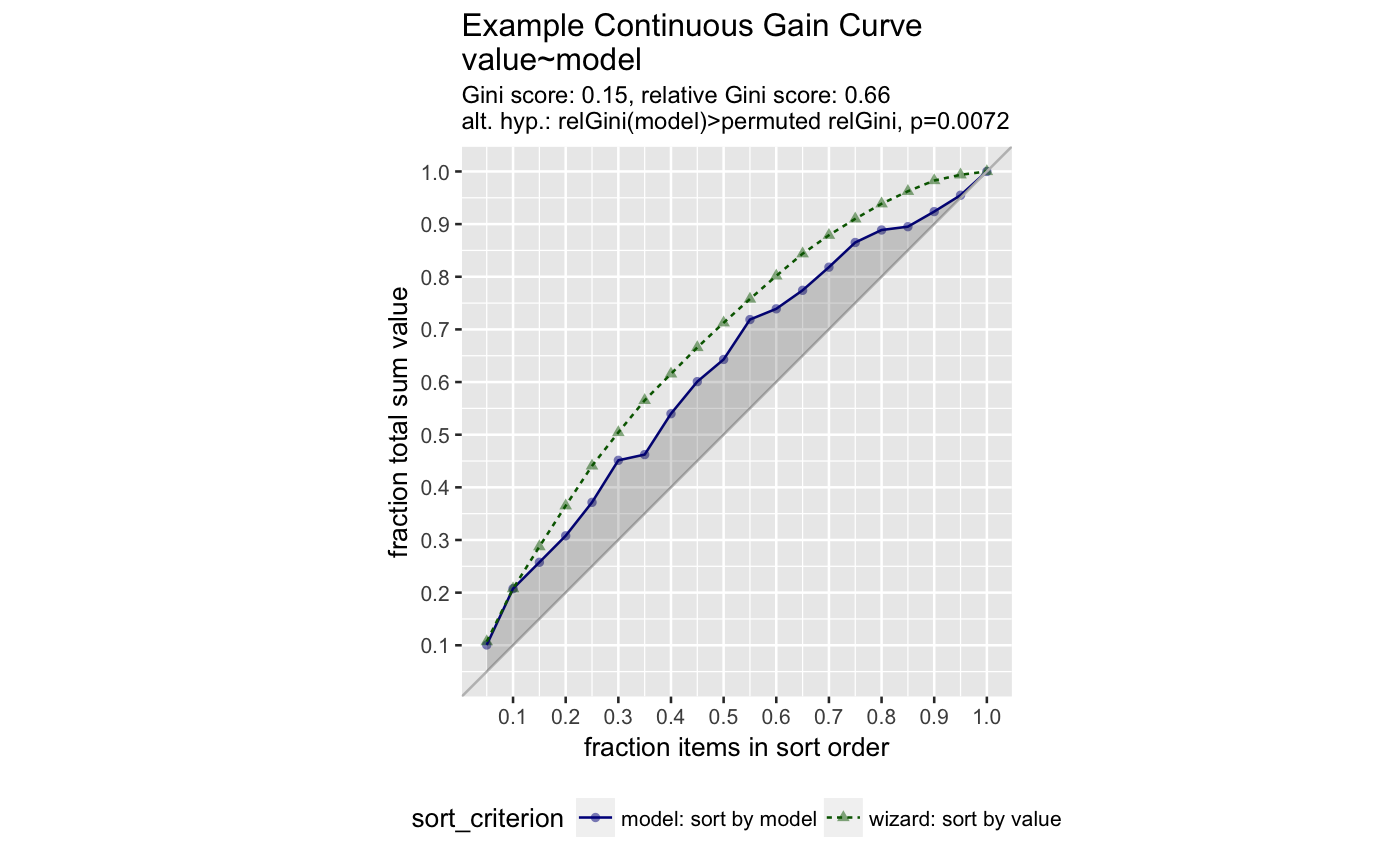 Example Continuous Gain Curve
value~model
Gini score: 0.15, relative Gini score: 0.66
alt. hyp.: relGini(model)>permuted relGini, p=0.0072
fraction total sum value
1.0
0.9
0.8
0.7
0.6
0.5
0.4
0.3
0.2
0.1
0.1 0.2 0.3 0.4 0.5 0.6 0.7 0.8 0.9 1.0
fraction items in sort order
sort_criterion model: sort by model wizard: sort by value